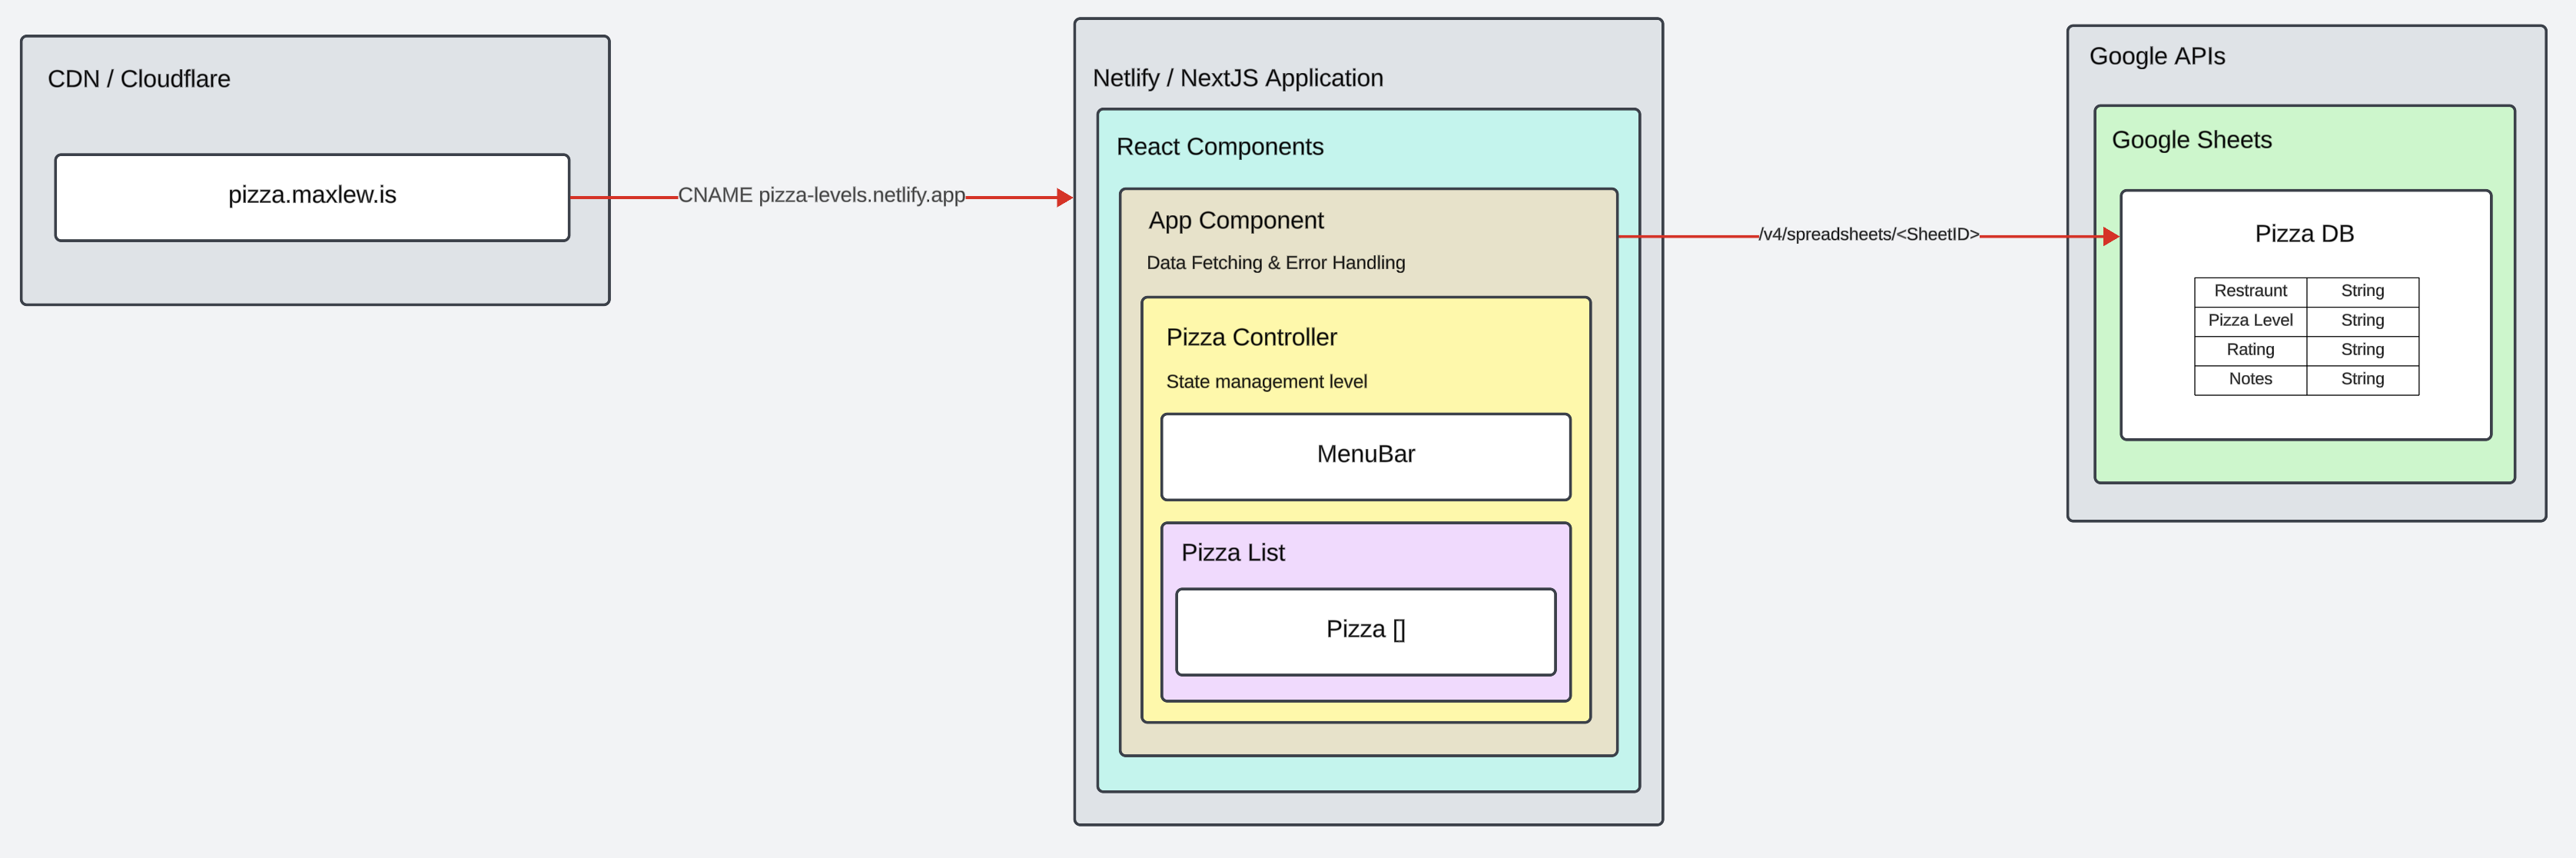 CDN / Cloudflare
pizza.maxlew.is
CNAME pizza-levels.netlify.app
Netlify / NextJS Application
React Components
App Component
Data Fetching & Error Handling
Pizza Controller
State management level
MenuBar
Pizza List
Pizza []
/v4/spreadsheets/<SheetID>
Google APIs
Google Sheets
Pizza DB
Restraunt String
Pizza Level String
Rating String
Notes String